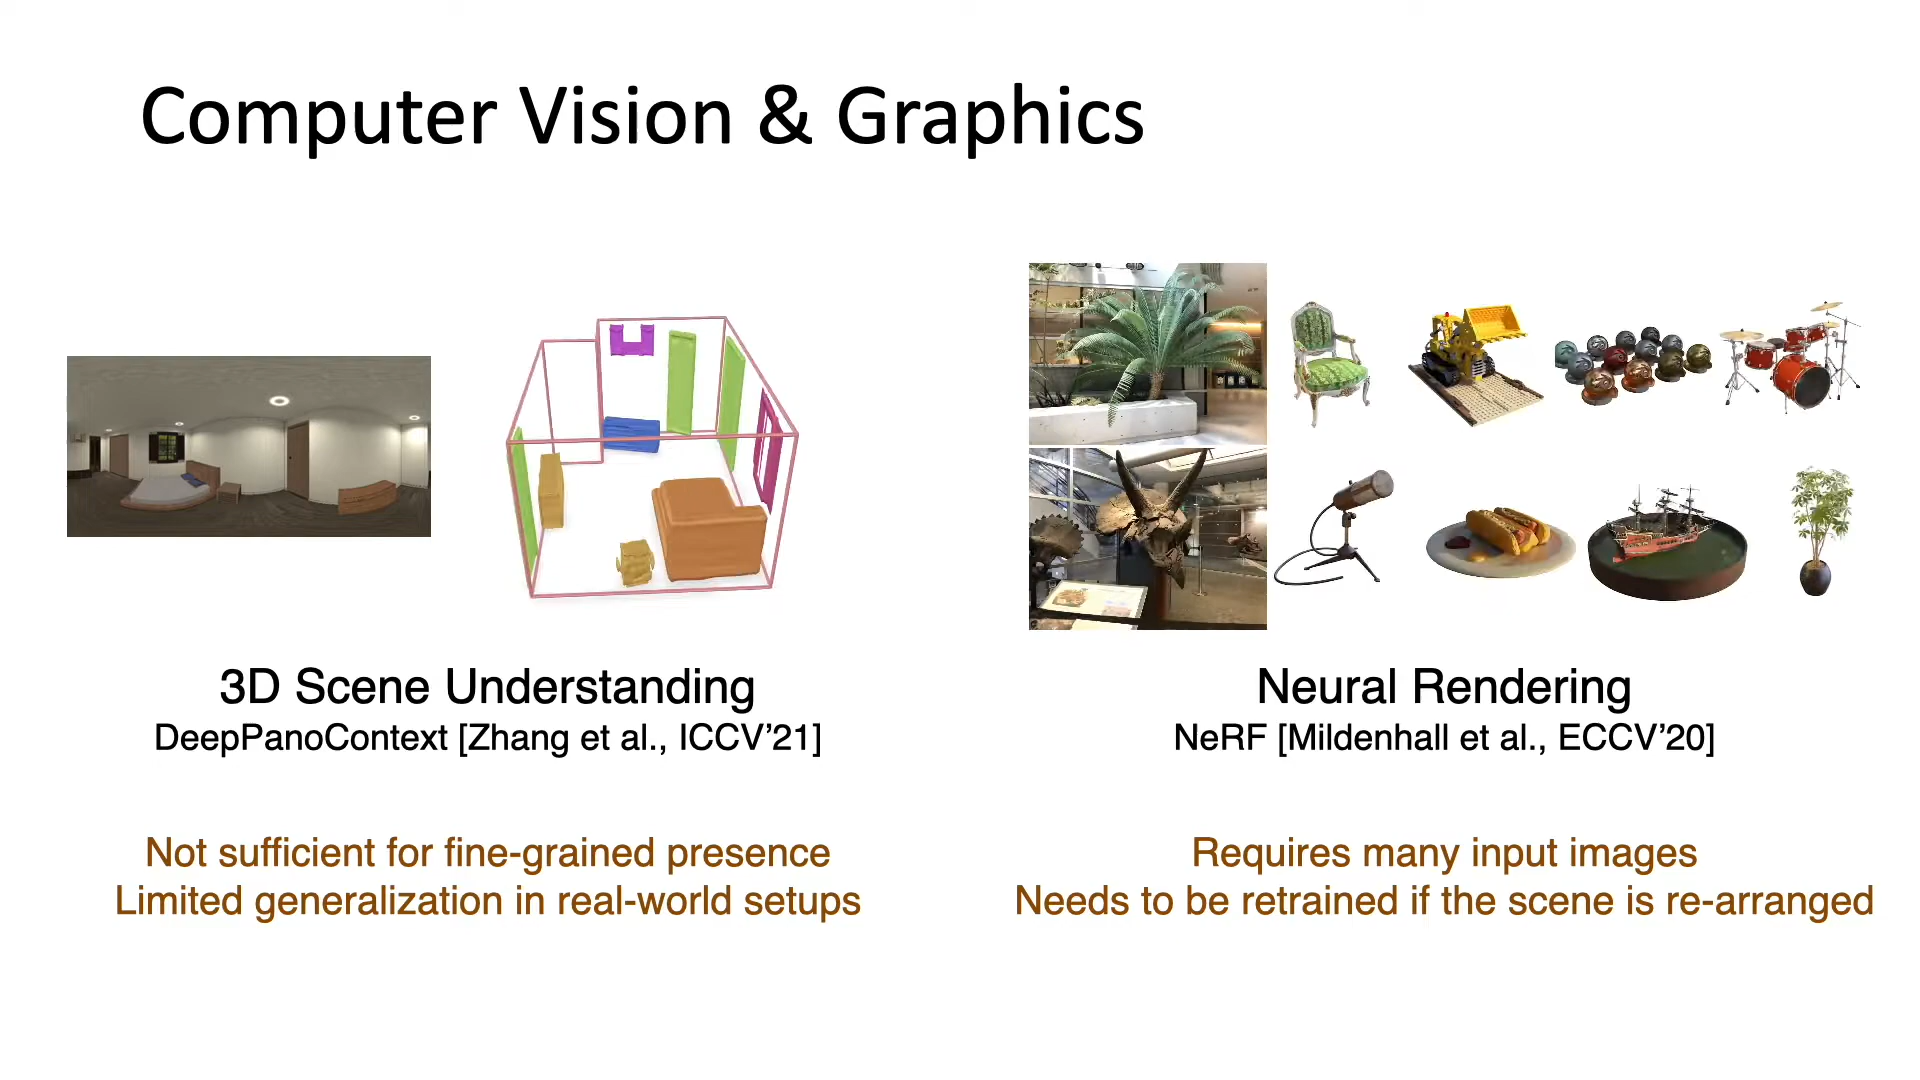 Computer Vision & Graphics
3D Scene Understanding
DeepPanoContext [Zhang et al., ICCV’21]
Not sufficient for fine-grained presence
Limited generalization in real-world setups
Neural Rendering
NeRF [Mildenhall et al., ECCV’20]
Requires many input images
Needs to be retrained if the scene is re-arranged